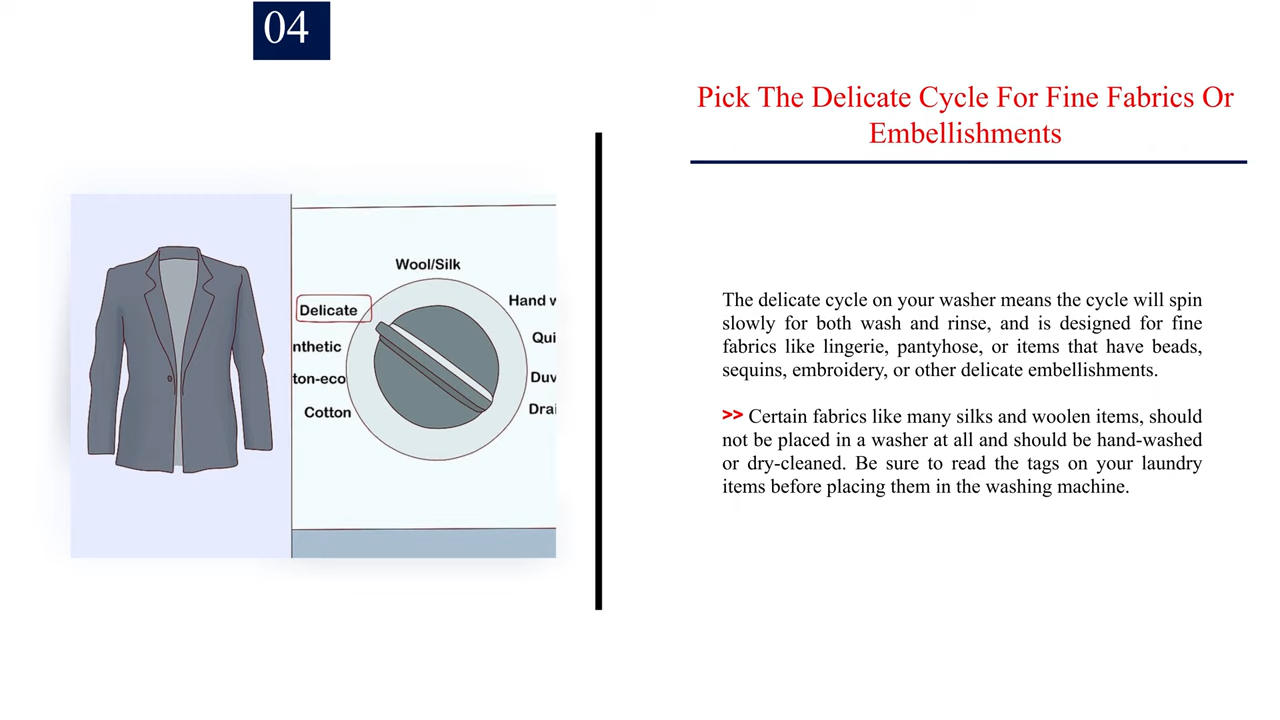 04
Pick The Delicate Cycle For Fine Fabrics Or
Embellishments
Wool/Silk
Delicate
Hand w
nthetic
Qui
ton-eco
Duv
Cotton
Drai
The delicate cycle on your washer means the cycle will spin
slowly for both wash and rinse, and is designed for fine
fabrics like lingerie, pantyhose, or items that have beads,
sequins, embroidery, or other delicate embellishments.
>> Certain fabrics like many silks and woolen items, should
not be placed in a washer at all and should be hand-washed
or dry-cleaned. Be sure to read the tags on your laundry
items before placing them in the washing machine.